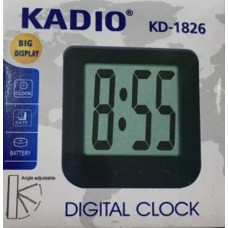 KADIO®
KD-1826
BIG
DISPLAY
8:55
CLOCK
DATE
BATTERY
Angle adjustable
DIGITAL CLOCK